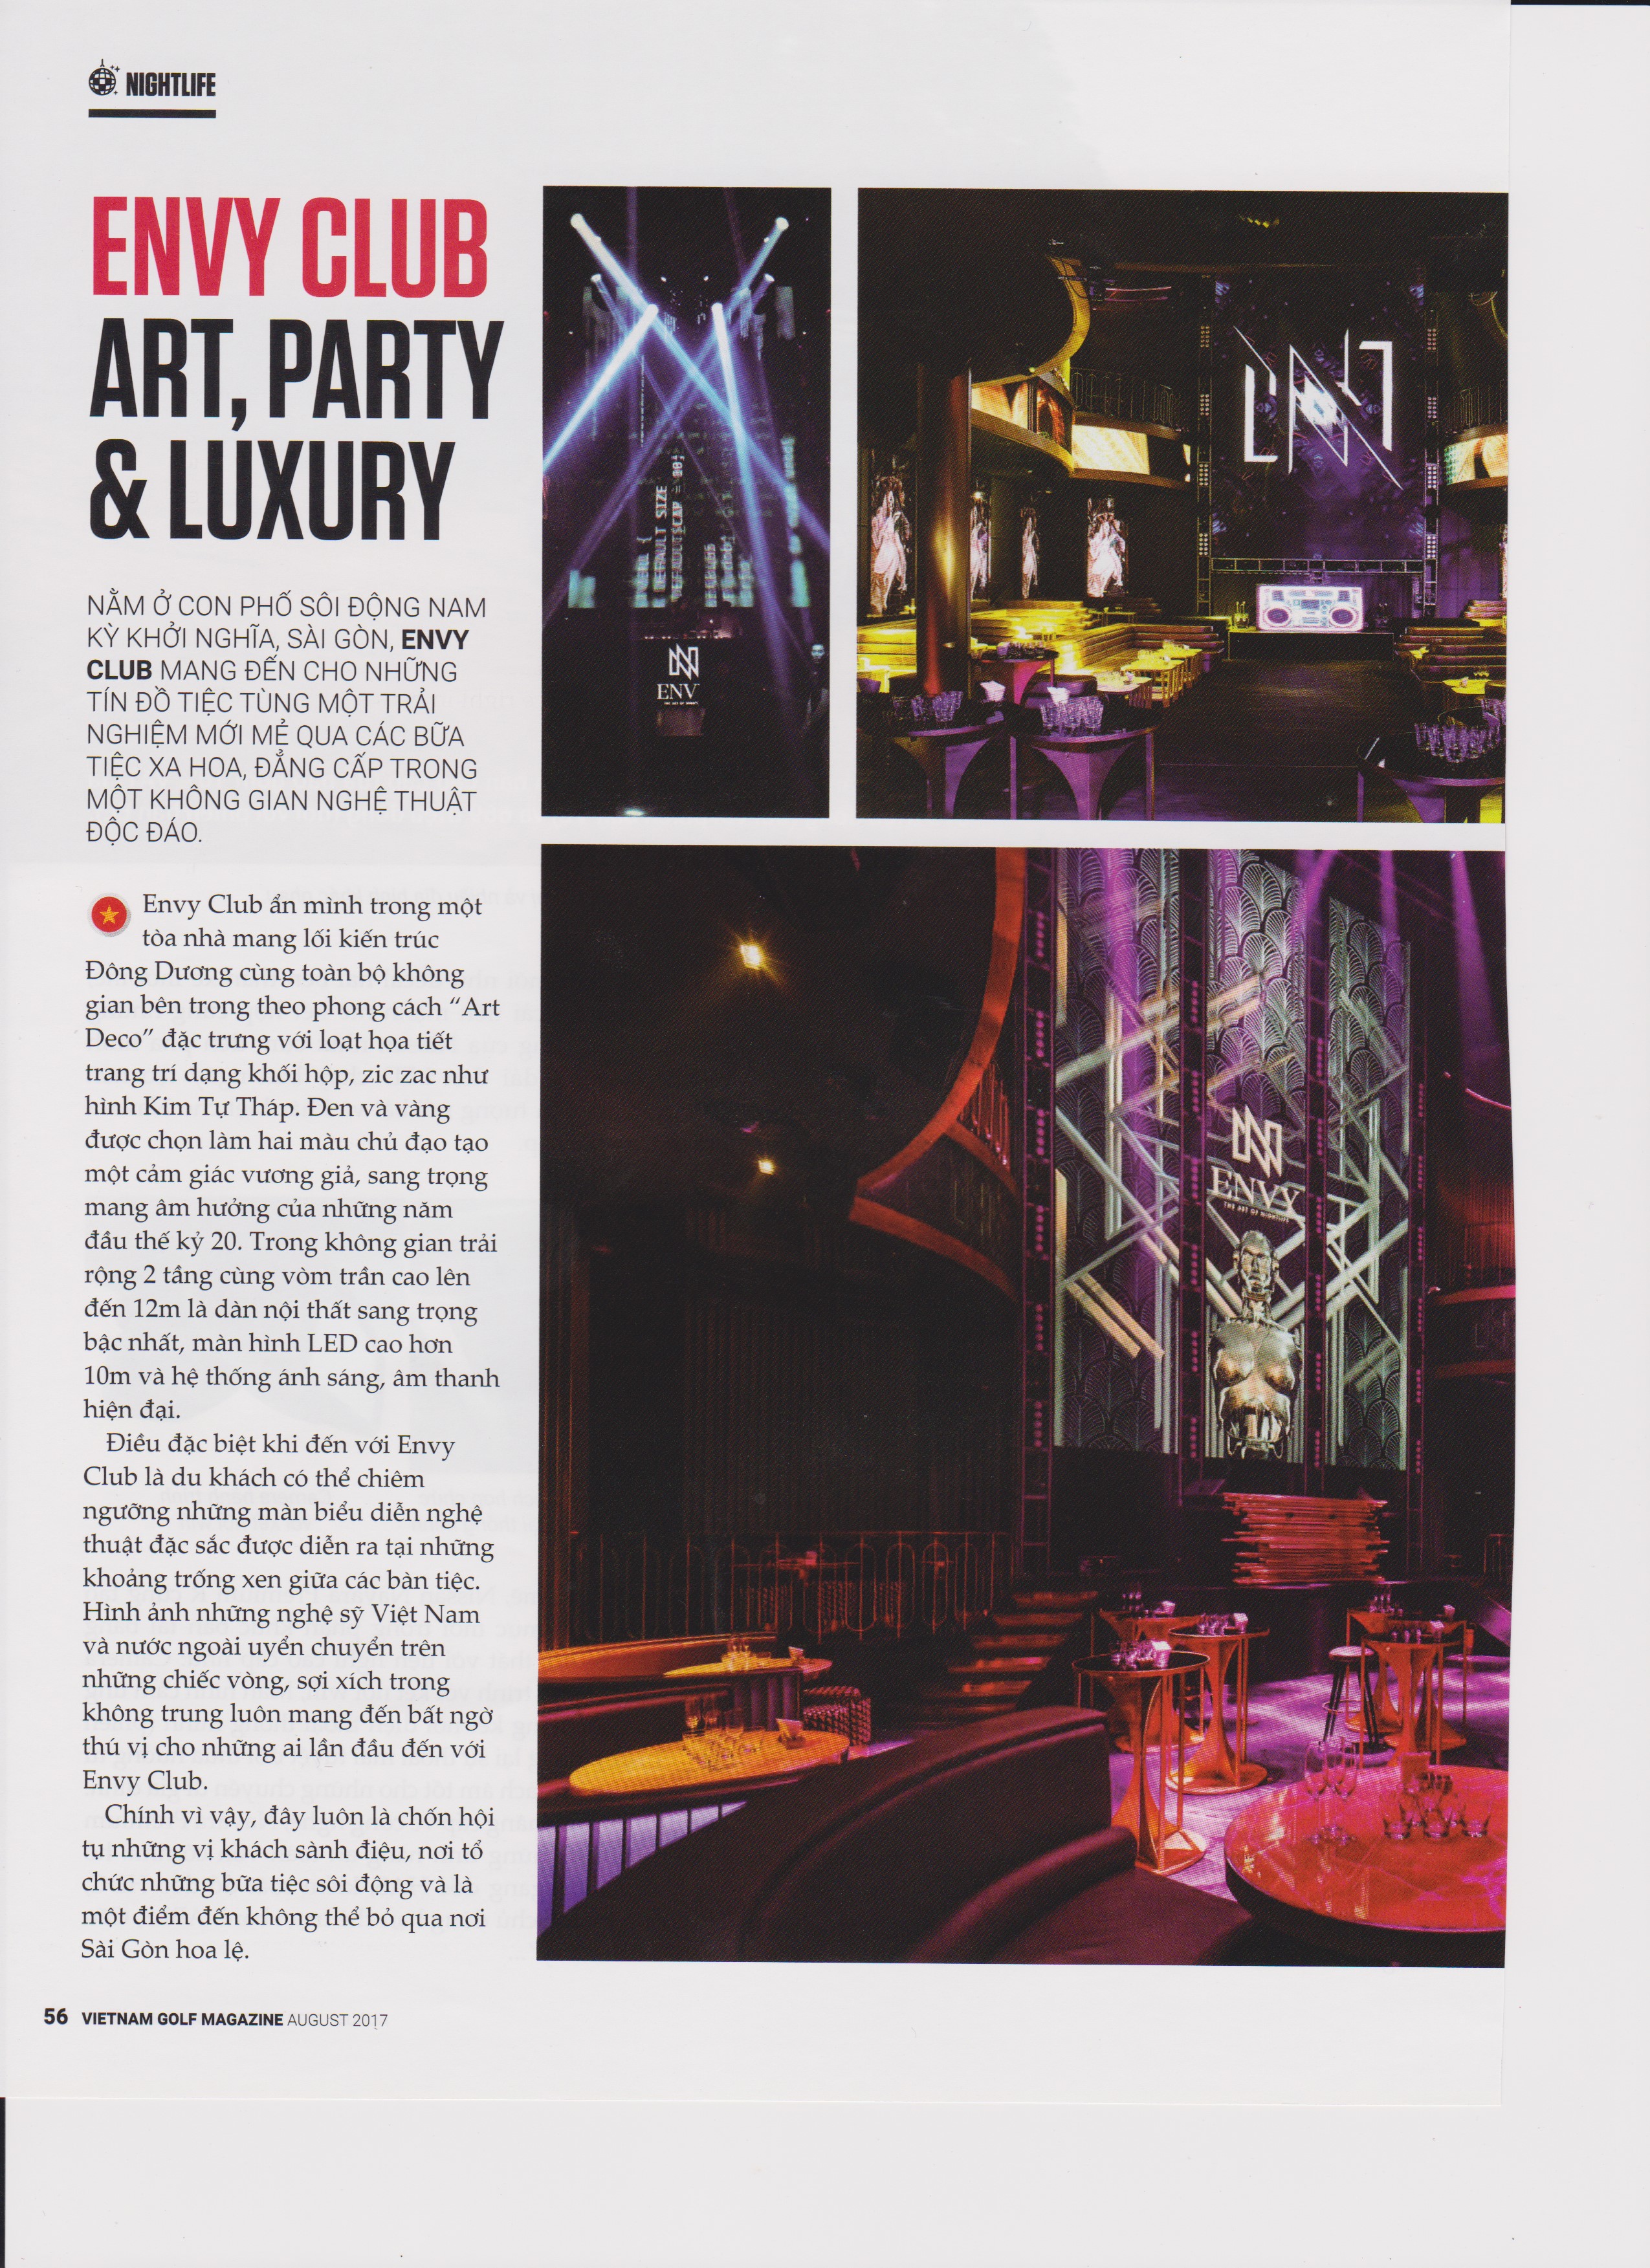 NIGHTLIFE
ENVY CLUB
ART, PARTY
& LUXURY
NẰM Ở CON PHỐ SÔI ĐỘNG NAM
KỲ KHỞI NGHĨA, SÀI GÒN, ENVY
CLUB MANG ĐẾN CHO NHỮNG
TÍN ĐỒ TIỆC TÙNG MỘT TRẢI
NGHIỆM MỚI MẺ QUA CÁC BỮA
TIỆC XA HOA, ĐẲNG CẤP TRONG
MỘT KHÔNG GIAN NGHỆ THUẬT
ĐỘC ĐÁO.
Envy Club ẩn mình trong một
tòa nhà mang lối kiến trúc
Đông Dương cùng toàn bộ không
gian bên trong theo phong cách “Art
Deco” đặc trưng với loạt họa tiết
trang trí dạng khối hộp, zic zac như
hình Kim Tự Tháp. Đen và vàng
được chọn làm hai màu chủ đạo tạo
một cảm giác vương giả, sang trọng
mang âm hưởng của những năm
đầu thế kỷ 20. Trong không gian trải
rộng 2 tầng cùng vòm trần cao lên
đến 12m là dàn nội thất sang trọng
bậc nhất, màn hình LED cao hơn
10m và hệ thống ánh sáng, âm thanh
hiện đại.
Điều đặc biệt khi đến với Envy
Club là du khách có thể chiêm
ngưỡng những màn biểu diễn nghệ
thuật đặc sắc được diễn ra tại những
khoảng trống xen giữa các bàn tiệc.
Hình ảnh những nghệ sỹ Việt Nam
và nước ngoài uyển chuyển trên
những chiếc vòng, sợi xích trong
không trung luôn mang đến bất ngờ
thú vị cho những ai lần đầu đến với
Envy Club.
Chính vì vậy, đây luôn là chốn hội
tụ những vị khách sành điệu, nơi tổ
chức những bữa tiệc sôi động và là
một điểm đến không thể bỏ qua nơi
Sài Gòn hoa lệ.
ENV
DEFAULT SIZE
ENVY
THE ART OF NIGHTLIFE
56 VIETNAM GOLF MAGAZINE AUGUST 2017